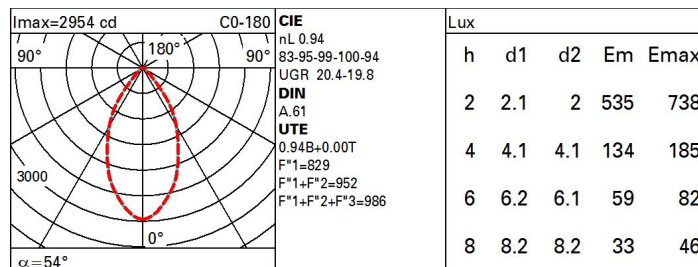 Imax=2954 cd C0-180
90° 180° 90°
3000
0°
α=54°
CIE
nL 0.94
83-95-99-100-94
UGR 20.4-19.8
DIN
A.61
UTE
0.94B+0.00T
F"1=829
F"1+F"2=952
F"1+F"2+F"3=986
Lux
h d1 d2 Em Emax
2 2.1 2 535 738
4 4.1 4.1 134 185
6 6.2 6.1 59 82
8 8.2 8.2 33 46